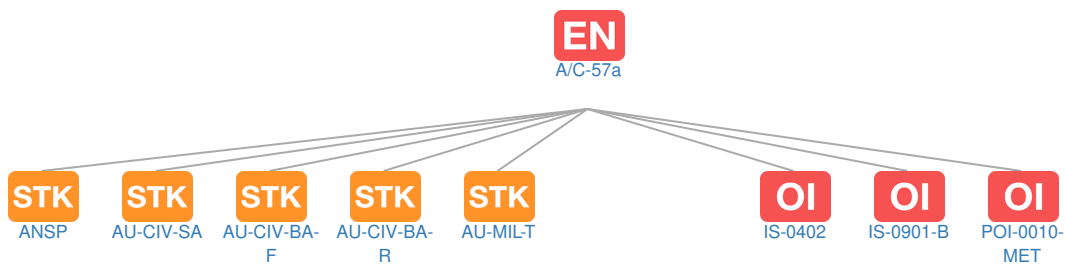 EN
A/C-57a
STK STK STK STK STK OI OI OI
ANSP AU-CIV-SA AU-CIV-BA- AU-CIV-BA- AU-MIL-T IS-0402 IS-0901-B POI-0010-
F R MET